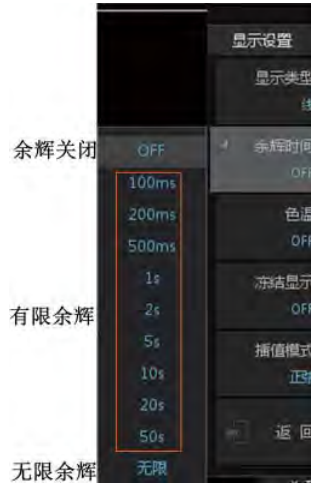 显示设置
显示类型
余辉关闭
OFF
余辉时间
OFF
100ms
200ms
色温
500ms
OFF
1s
冻结显示
有限余辉
2s
OFF
5s
插值模式
10s
正弦
20s
返 回
50s
无限余辉
无限